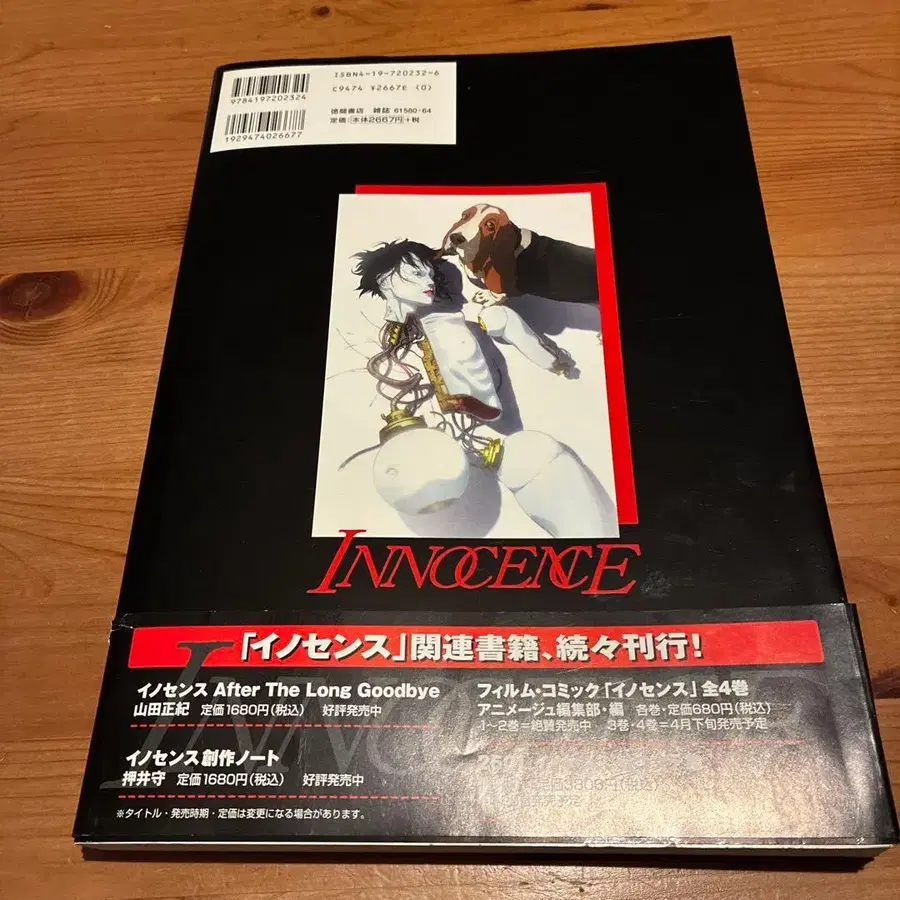 ISBN4-19-720232-6
C9474 ¥2667E (0)
9784197202324
1929474026677
徳間書店 雑誌 61580-64
定価:本体2667円+税
INNOCENCE
「イノセンス」関連書籍、続々刊行!
イノセンス After The Long Goodbye
山田正紀 定価1680円(税込) 好評発売中
イノセンス創作ノート
押井守 定価1680円(税込) 好評発売中
フィルム・コミック「イノセンス」全4巻
アニメージュ編集部・編 各巻・定価680円(税込)
1~2巻=絶賛発売中 3巻・4巻=4月下旬発売予定
※タイトル・発売時期・定価は変更になる場合があります。